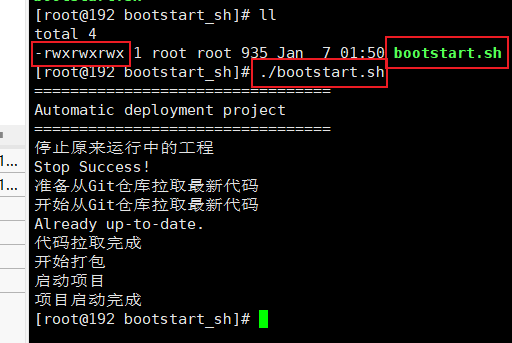 [root@192 bootstart_sh]# ll
total 4
-rwxrwxrwx 1 root root 935 Jan  7 01:50 bootstart.sh
[root@192 bootstart_sh]# ./bootstart.sh
=================================
Automatic deployment project
=================================
停止原来运行中的工程
Stop Success!
准备从Git仓库拉取最新代码
开始从Git仓库拉取最新代码
Already up-to-date.
代码拉取完成
开始打包
启动项目
项目启动完成
[root@192 bootstart_sh]#
1...
1...